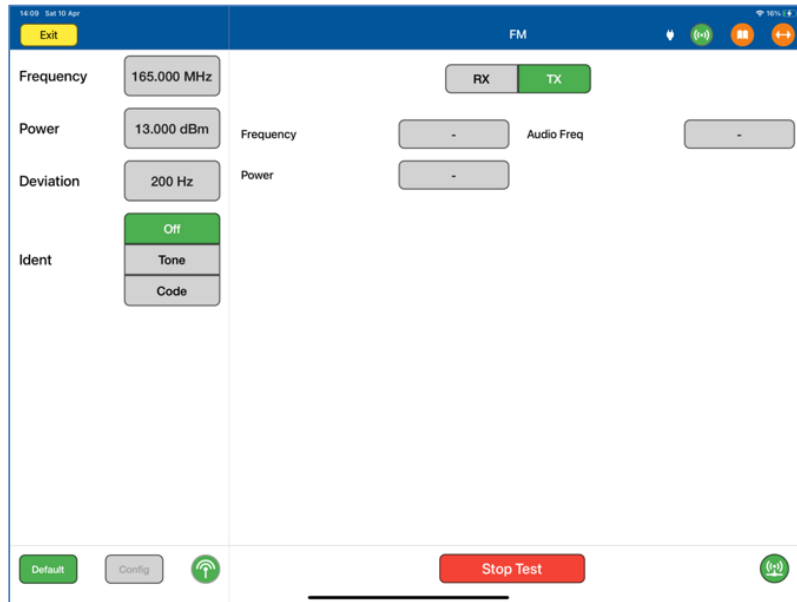 14:09 Sat 10 Apr
16%
Exit
FM
Frequency
165.000 MHz
RX
TX
Power
13.000 dBm
Frequency
-
Audio Freq
-
Deviation
200 Hz
Power
-
Ident
Off
Tone
Code
Default
Config
Stop Test